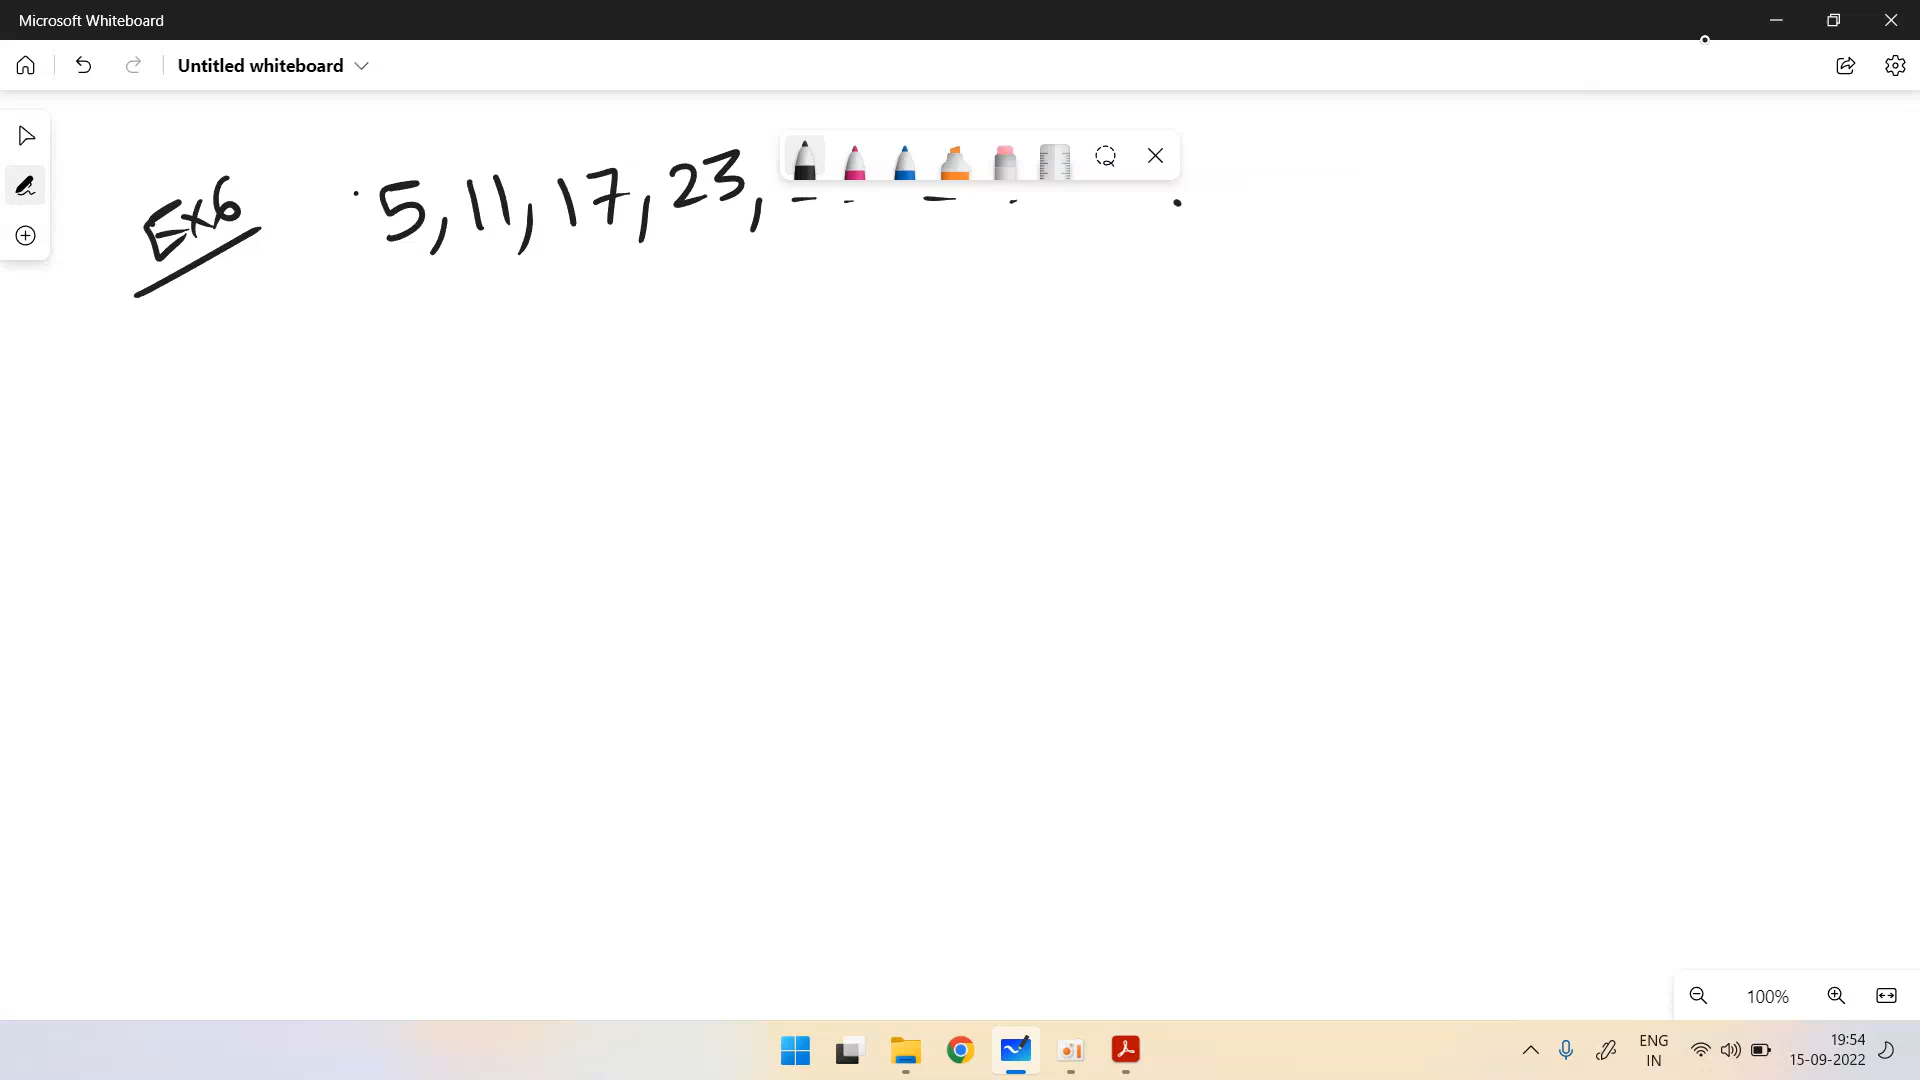 Microsoft Whiteboard
Untitled whiteboard
Ex6 5, 11, 17, 23,
100%
ENG
IN
19:54
15-09-2022